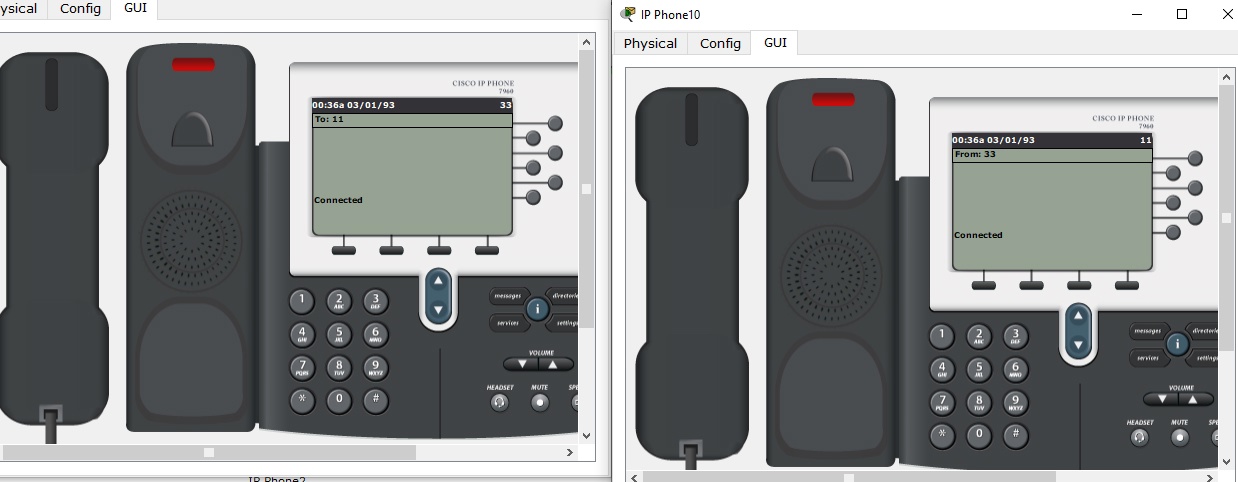 ysical Config GUI
CISCO IP PHONE
7960
00:36a 03/01/93 33
To: 11
Connected
1 2 ABC 3 DEF
4 GHI 5 JKL 6 MNO
7 PQRS 8 TUV 9 WXYZ
* 0 #
messages i directorie
services settings
VOLUME
HEADSET MUTE SPE
IP Phone2
IP Phone10
Physical Config GUI
CISCO IP PHONE
7960
00:36a 03/01/93 11
From: 33
Connected
1 2 ABC 3 DEF
4 GHI 5 JKL 6 MNO
7 PQRS 8 TUV 9 WXYZ
* 0 #
messages i directorie
services settings
VOLUME
HEADSET MUTE SPE